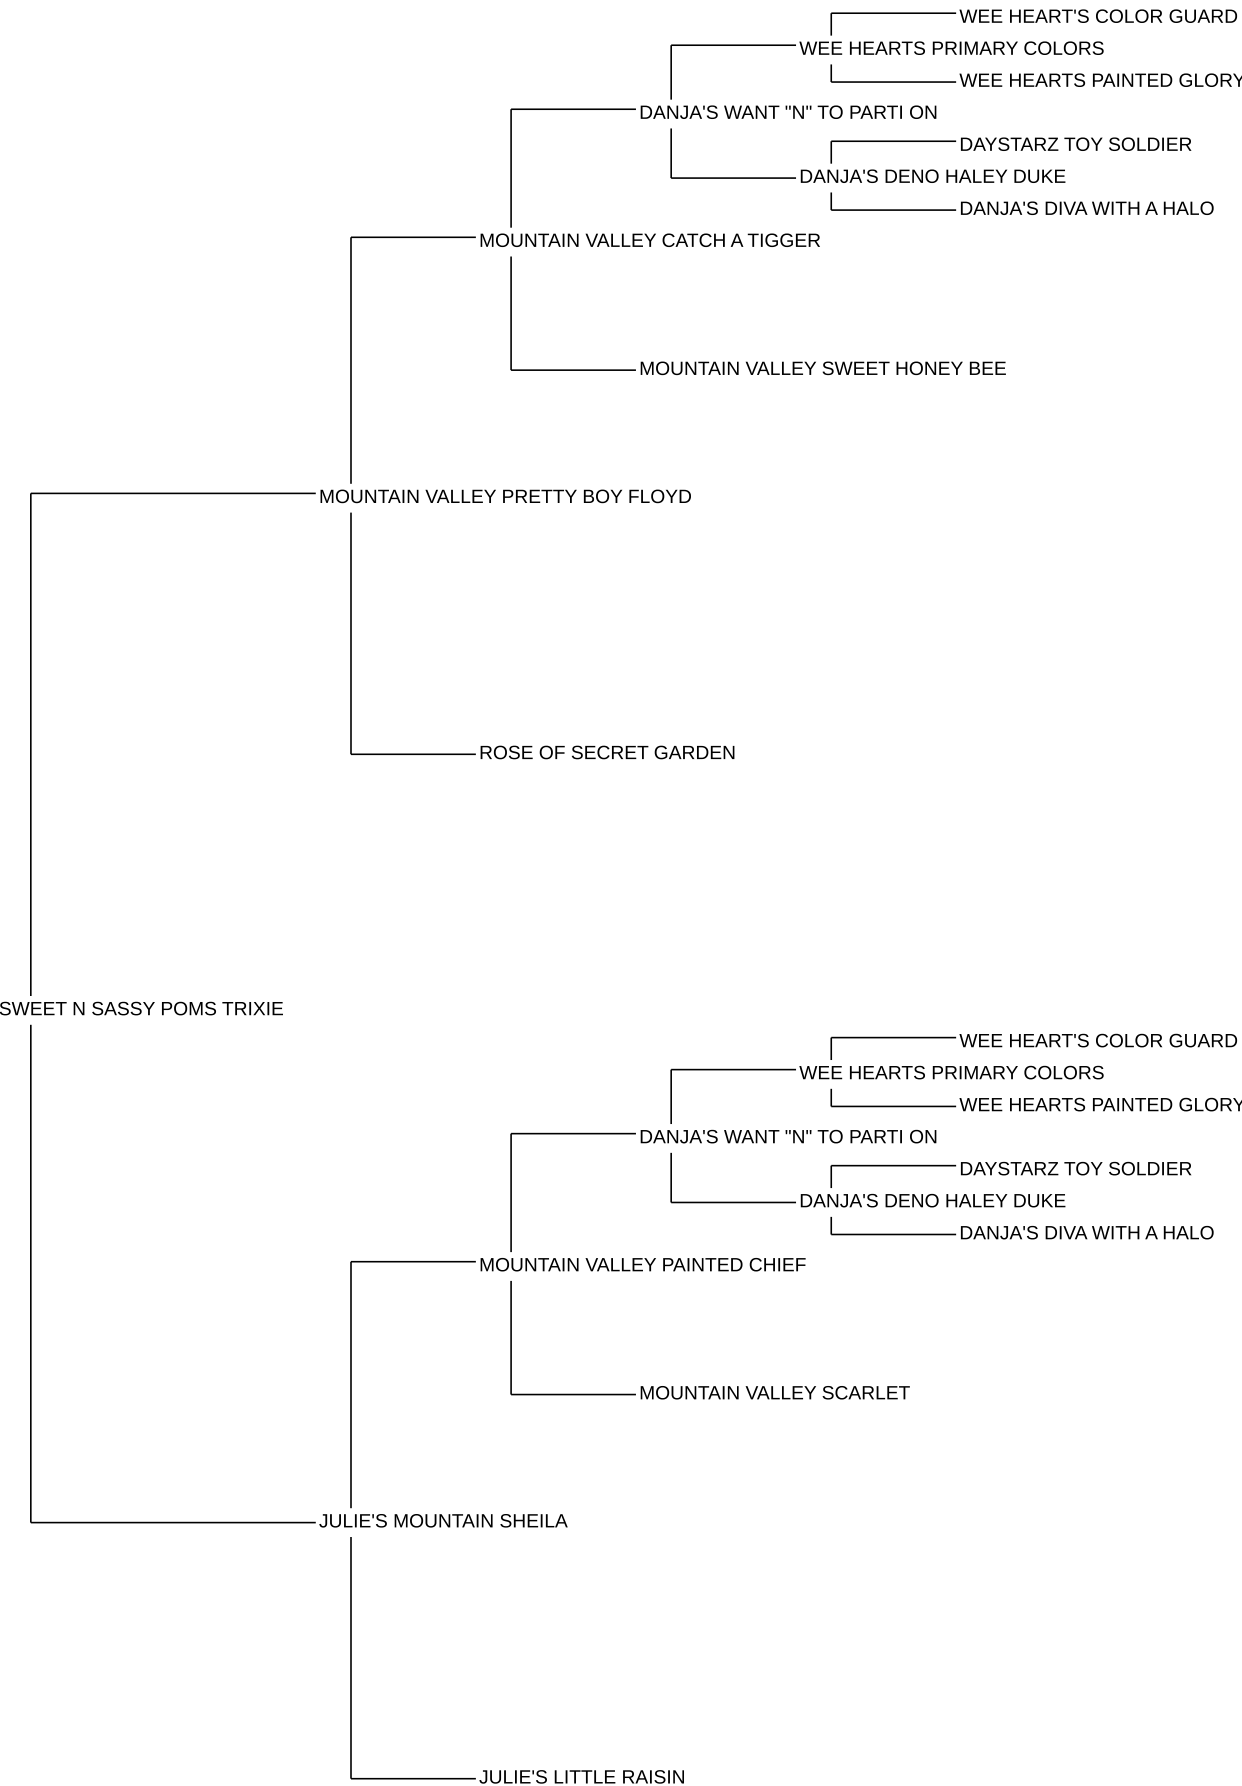 WEE HEART'S COLOR GUARD
WEE HEARTS PRIMARY COLORS
WEE HEARTS PAINTED GLORY
DANJA'S WANT "N" TO PARTI ON
DAYSTARZ TOY SOLDIER
DANJA'S DENO HALEY DUKE
DANJA'S DIVA WITH A HALO
MOUNTAIN VALLEY CATCH A TIGGER
MOUNTAIN VALLEY SWEET HONEY BEE
MOUNTAIN VALLEY PRETTY BOY FLOYD
ROSE OF SECRET GARDEN
SWEET N SASSY POMS TRIXIE
WEE HEART'S COLOR GUARD
WEE HEARTS PRIMARY COLORS
WEE HEARTS PAINTED GLORY
DANJA'S WANT "N" TO PARTI ON
DAYSTARZ TOY SOLDIER
DANJA'S DENO HALEY DUKE
DANJA'S DIVA WITH A HALO
MOUNTAIN VALLEY PAINTED CHIEF
MOUNTAIN VALLEY SCARLET
JULIE'S MOUNTAIN SHEILA
JULIE'S LITTLE RAISIN